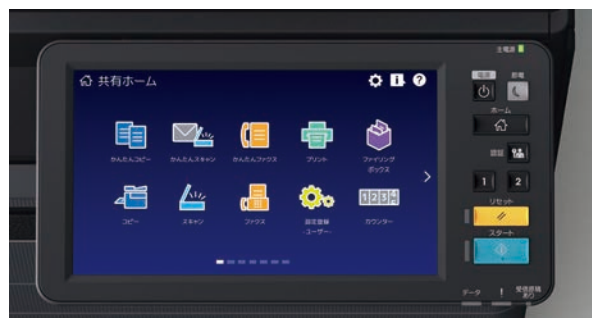 主電源
共有ホーム
i
?
電源
節電
ホーム
かんたんコピー
かんたんスキャン
かんたんファクス
プリント
ファイリング
ボックス
認証
1
2
コピー
スキャン
ファクス
設定登録
-ユーザー-
1234
カウンター
リセット
スタート
データ
!
受信原稿
あり